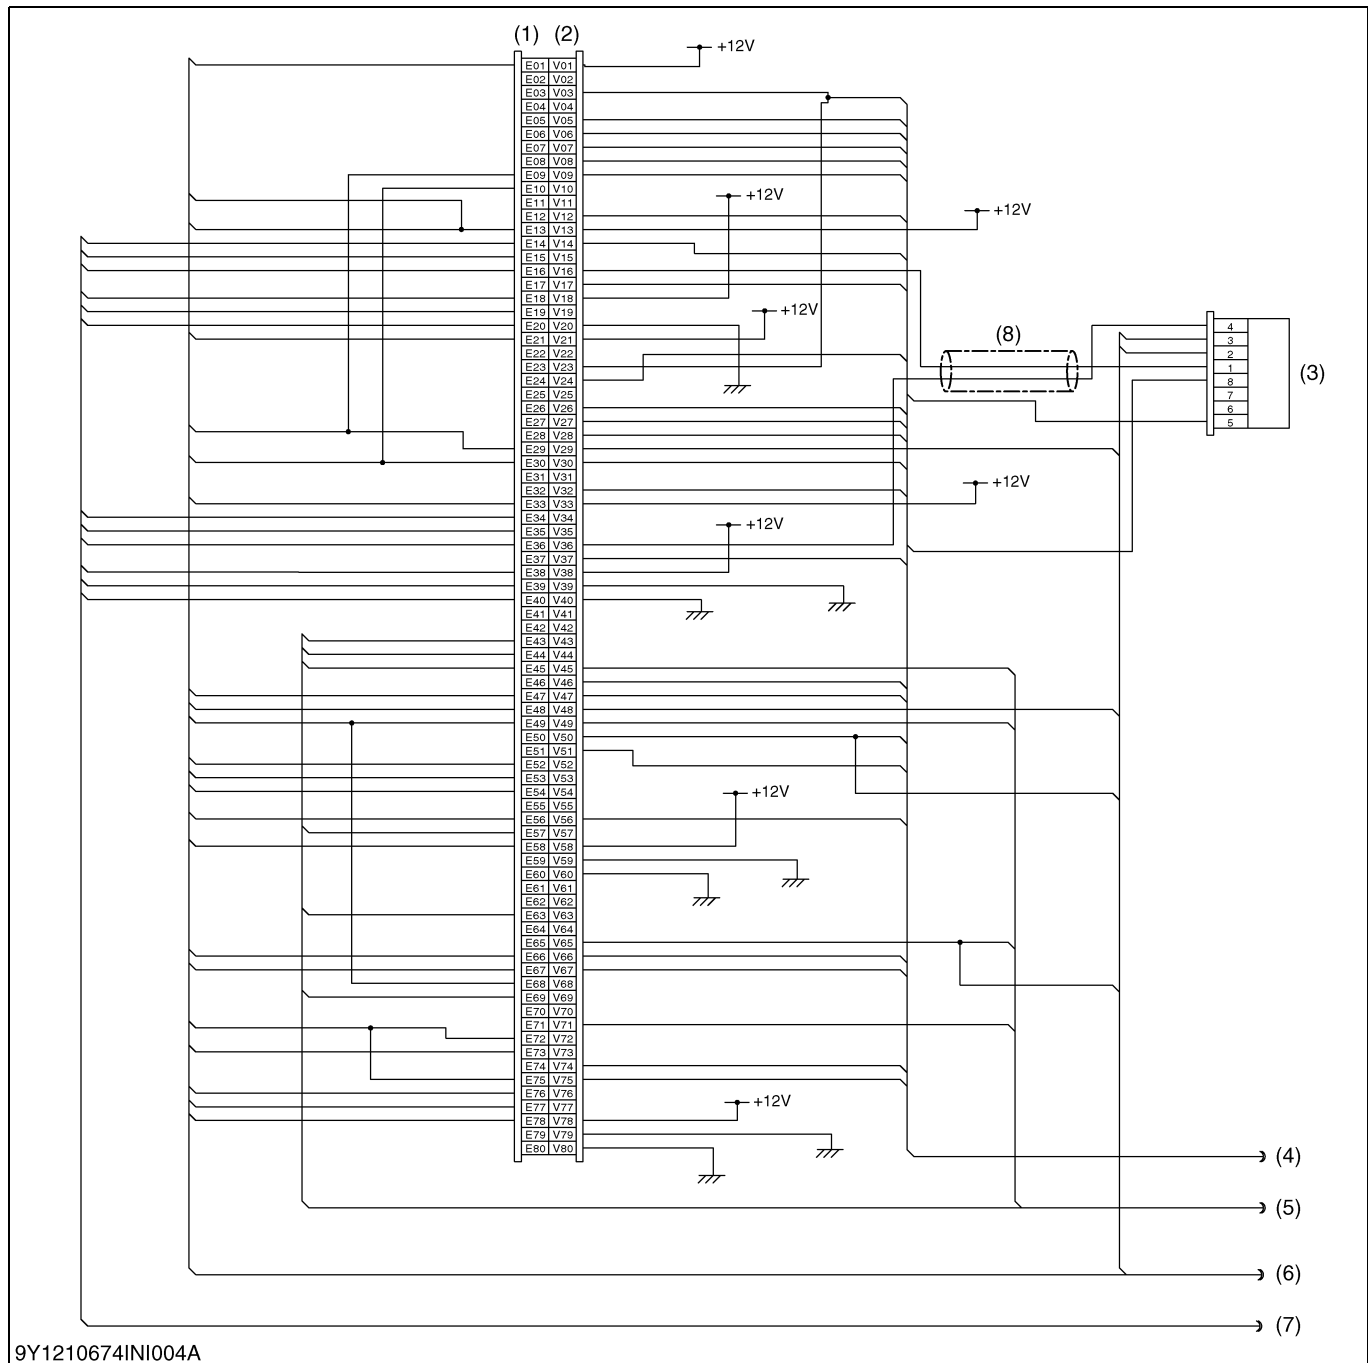 (1) (2)
+12V
E01 V01
E02 V02
E03 V03
E04 V04
E05 V05
E06 V06
E07 V07
E08 V08
E09 V09
E10 V10
+12V
E11 V11
+12V
E12 V12
E13 V13
E14 V14
E15 V15
E16 V16
E17 V17
E18 V18
+12V
E19 V19
E20 V20
4
(8)
E21 V21
3
E22 V22
2
E23 V23
1
(3)
E24 V24
8
E25 V25
7
E26 V26
6
E27 V27
5
E28 V28
E29 V29
E30 V30
E31 V31
+12V
E32 V32
E33 V33
E34 V34
+12V
E35 V35
E36 V36
E37 V37
E38 V38
E39 V39
E40 V40
E41 V41
E42 V42
E43 V43
E44 V44
E45 V45
E46 V46
E47 V47
E48 V48
E49 V49
E50 V50
E51 V51
E52 V52
E53 V53
E54 V54
+12V
E55 V55
E56 V56
E57 V57
E58 V58
E59 V59
E60 V60
E61 V61
E62 V62
E63 V63
E64 V64
E65 V65
E66 V66
E67 V67
E68 V68
E69 V69
E70 V70
E71 V71
E72 V72
E73 V73
E74 V74
E75 V75
E76 V76
+12V
E77 V77
E78 V78
E79 V79
E80 V80
(4)
(5)
(6)
(7)
9Y1210674INI004A